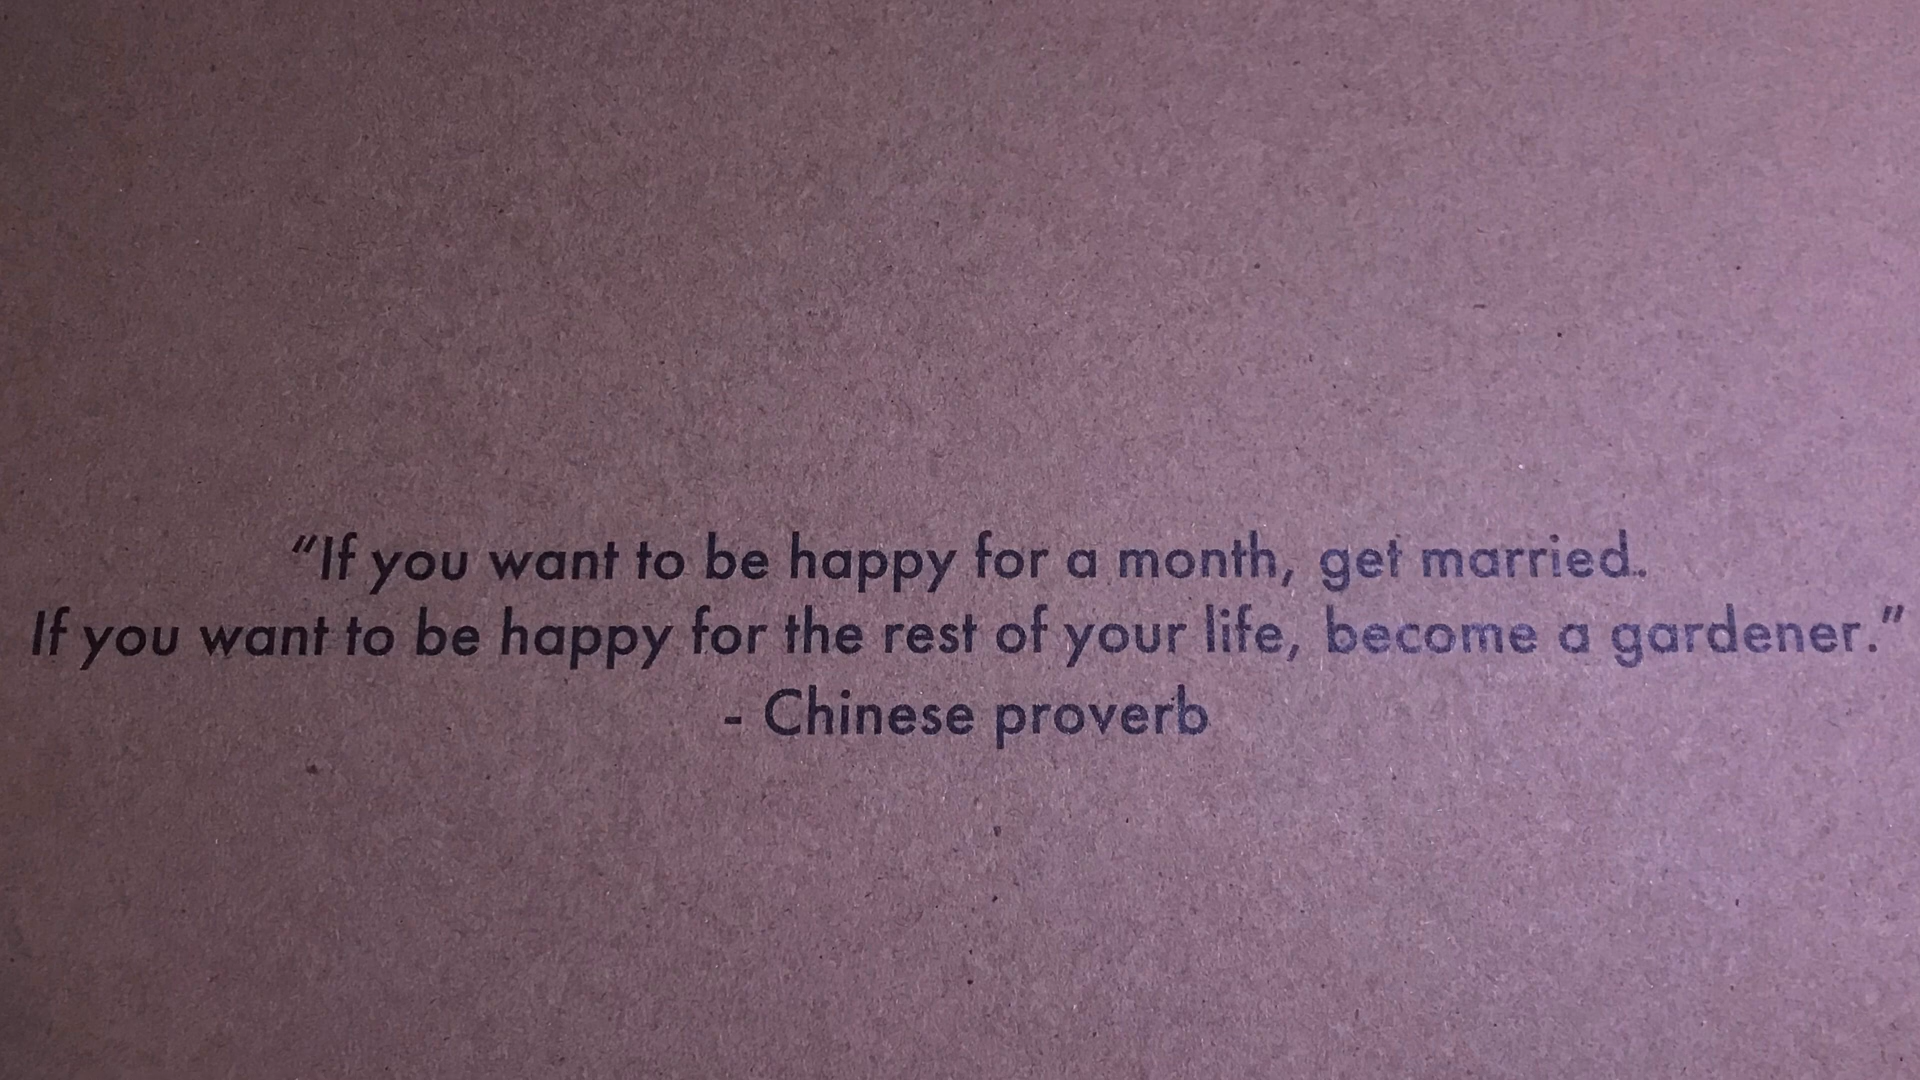 “If you want to be happy for a month, get married.
If you want to be happy for the rest of your life, become a gardener.”
- Chinese proverb